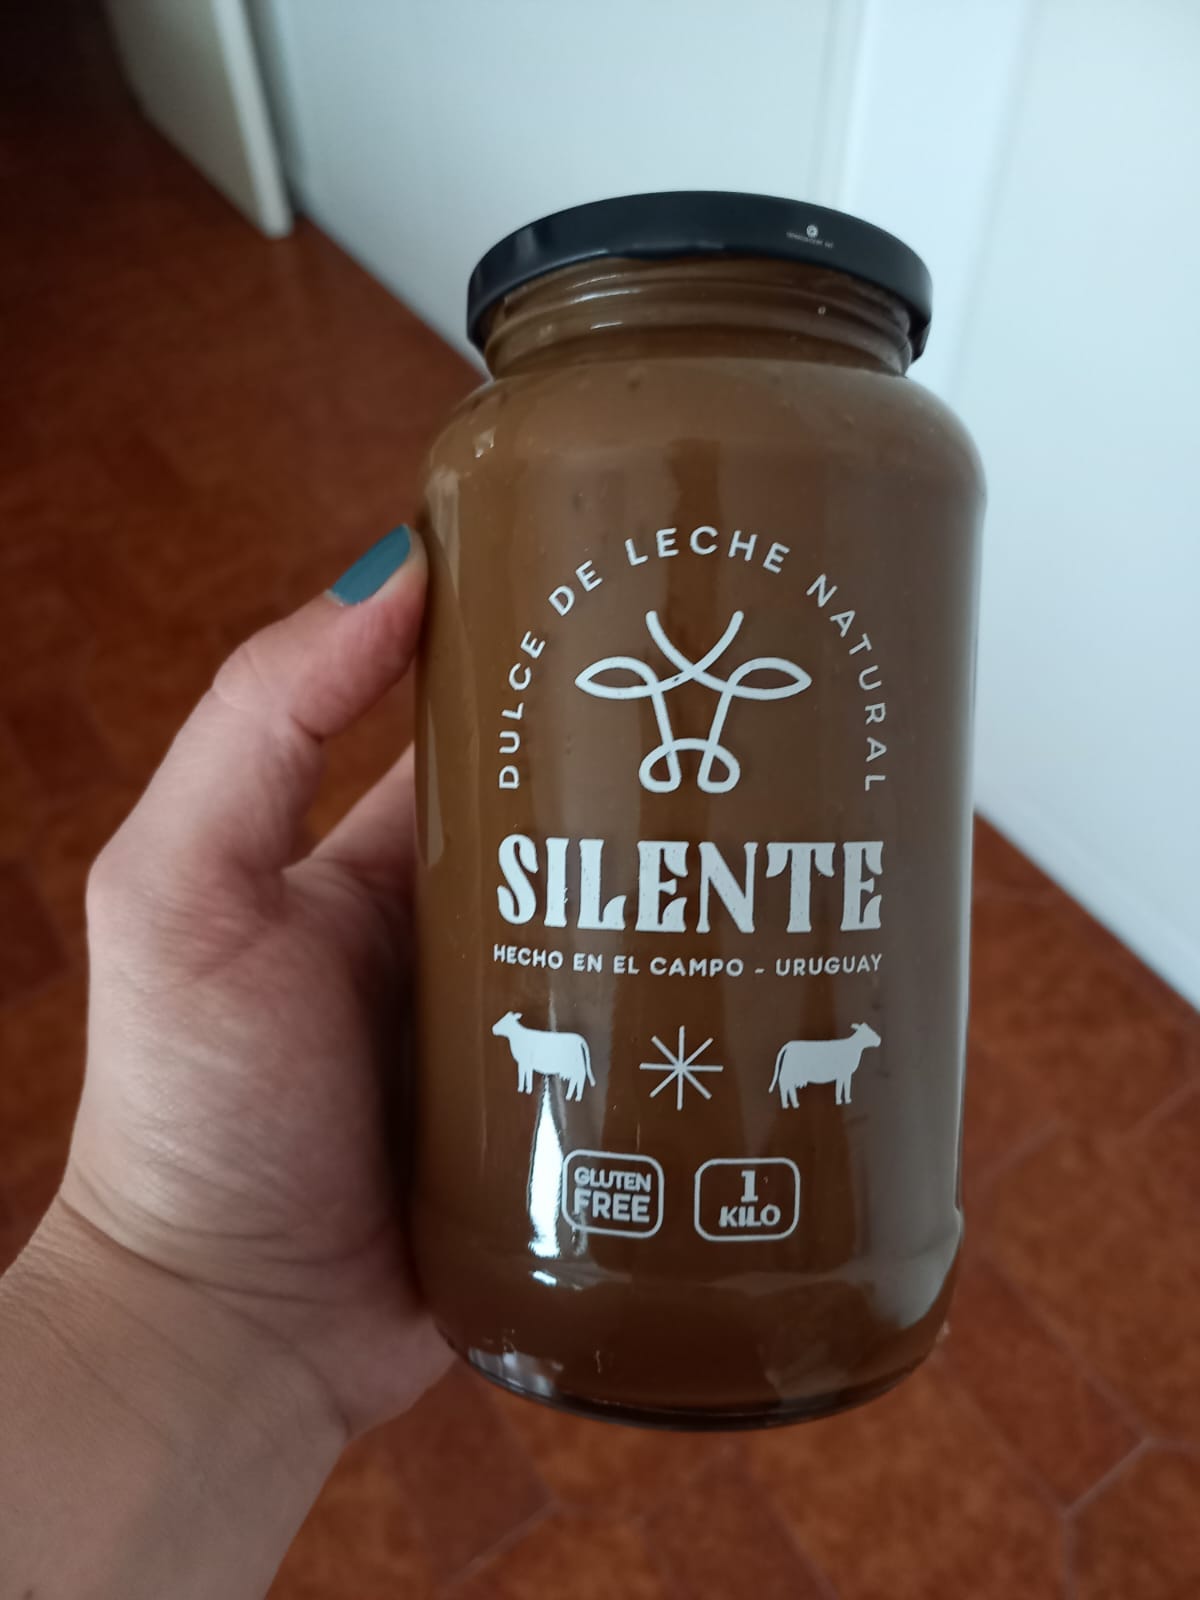 DULCE DE LECHE NATURAL
SILENTE
HECHO EN EL CAMPO - URUGUAY
GLUTEN
FREE
1
KILO